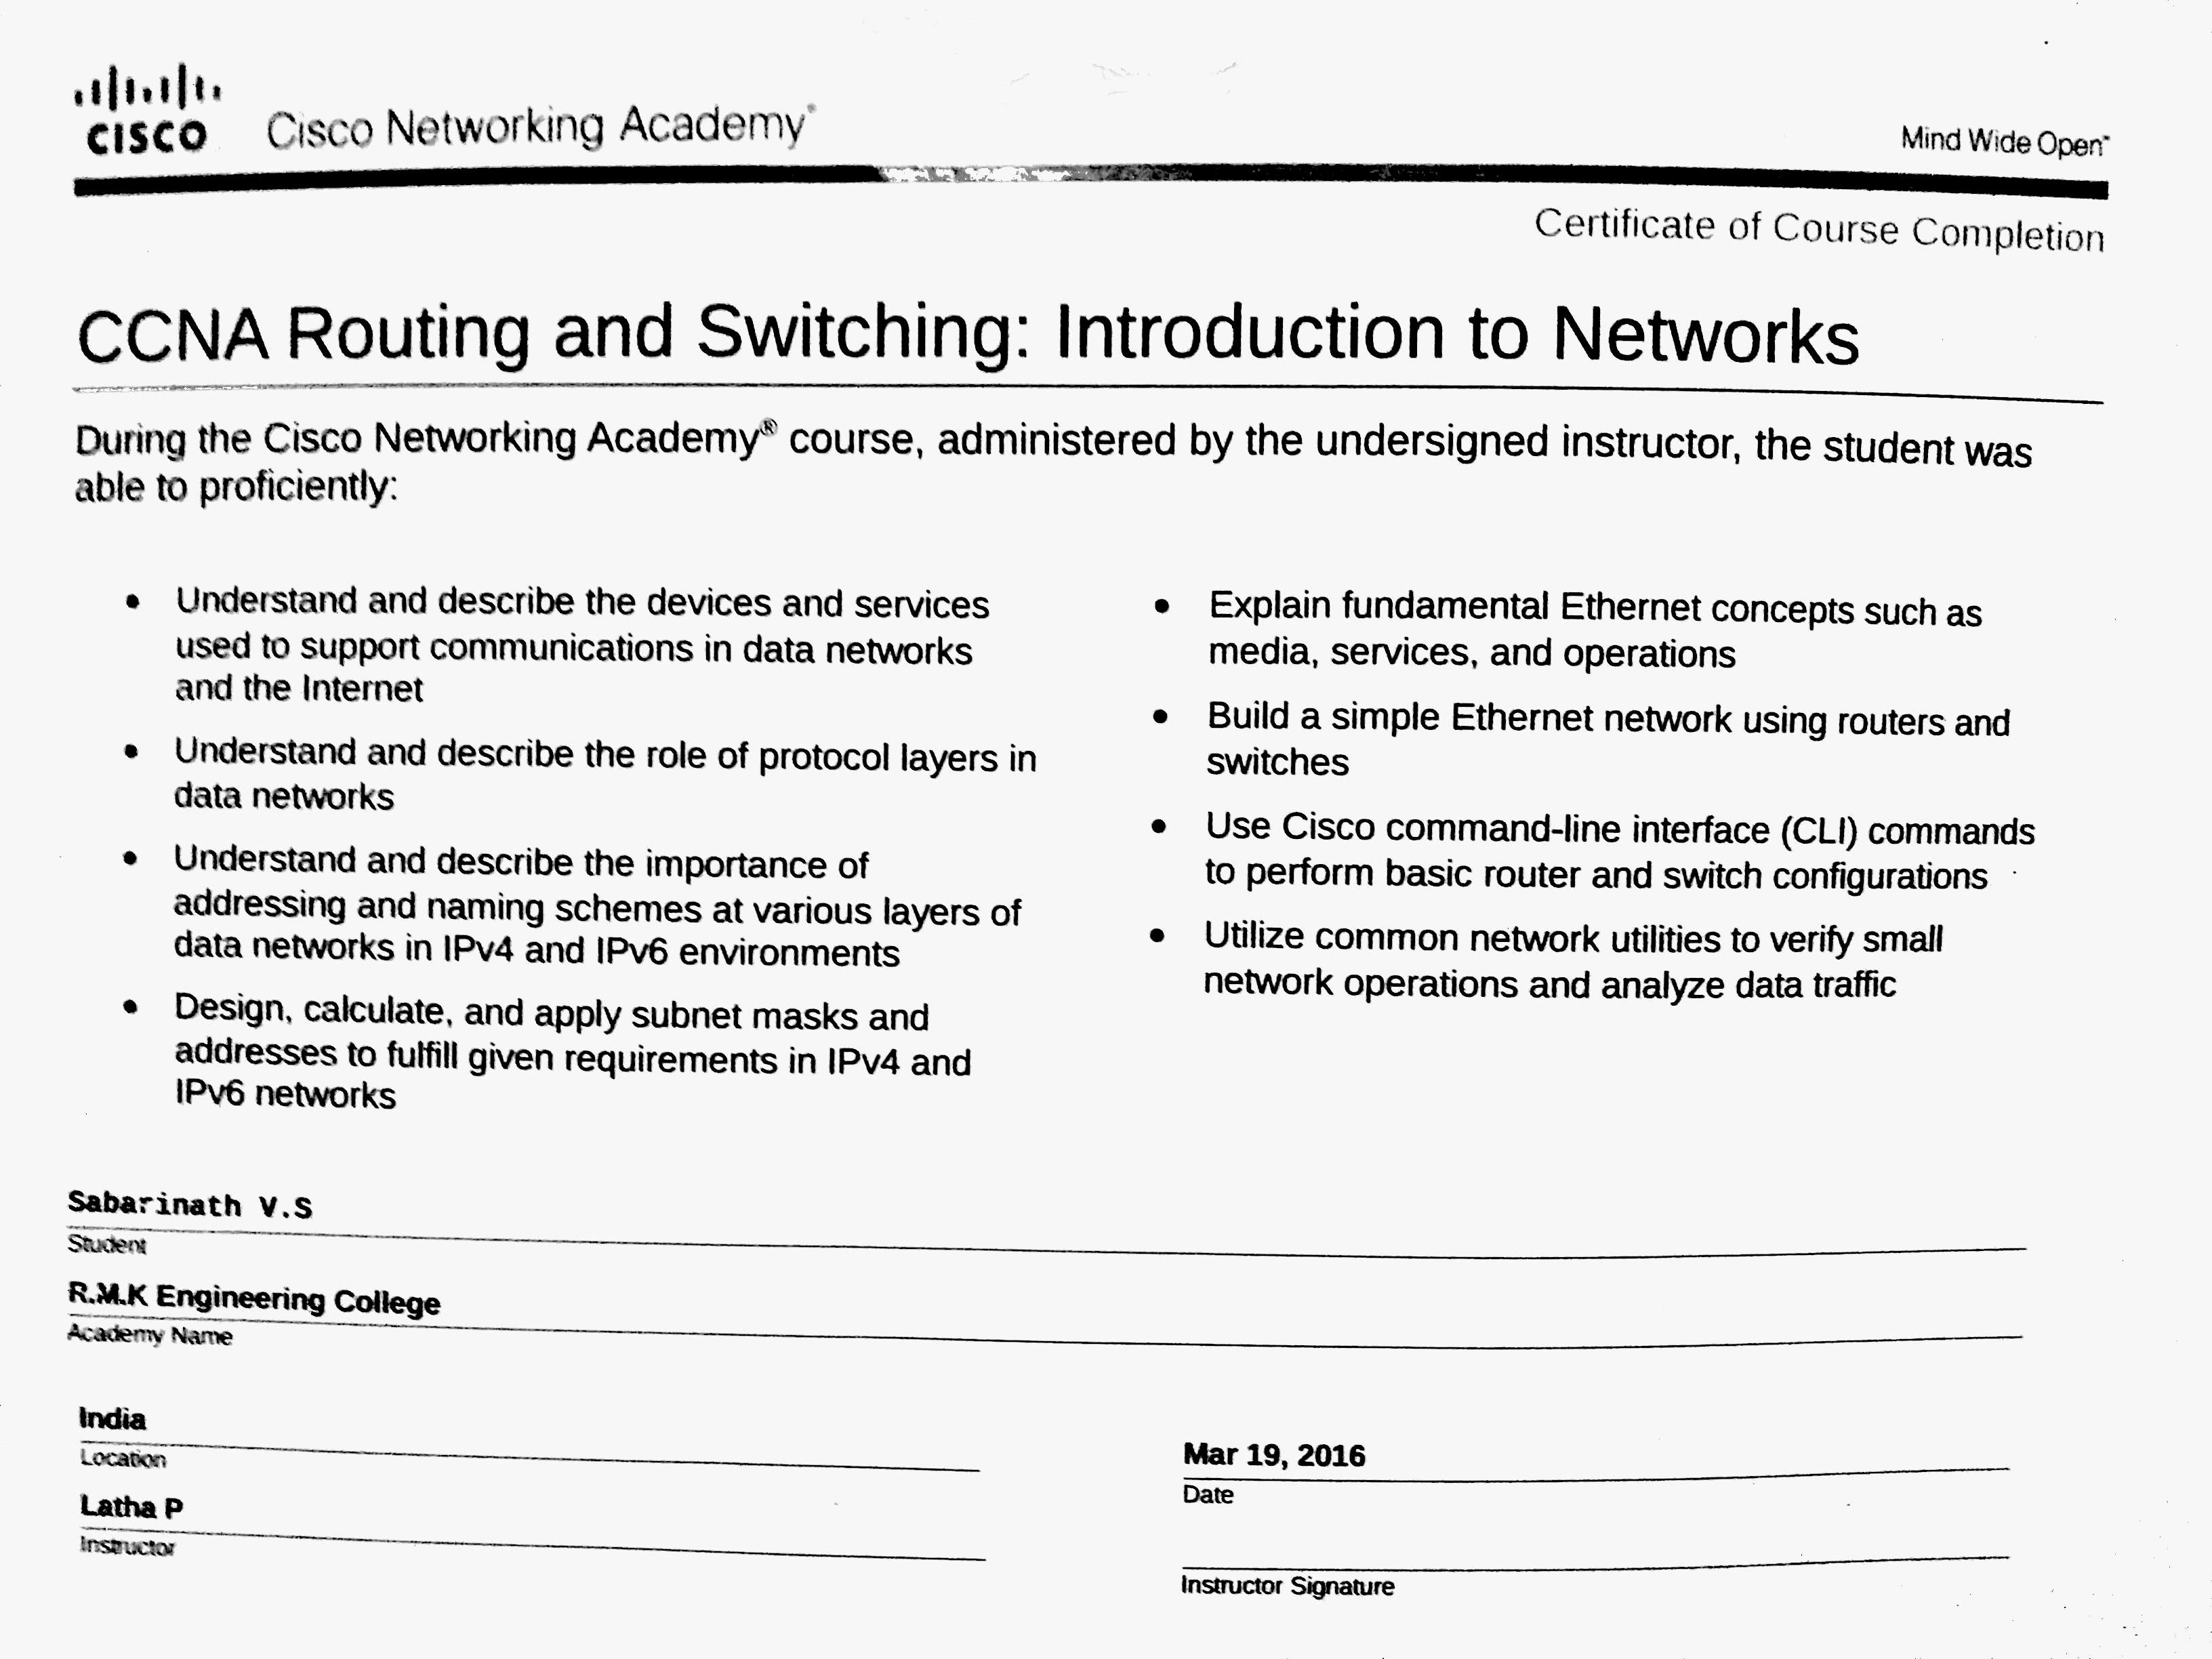 CISCO Cisco Networking Academy®
Mind Wide Open™
Certificate of Course Completion
CCNA Routing and Switching: Introduction to Networks
During the Cisco Networking Academy® course, administered by the undersigned instructor, the student was
able to proficiently:
• Understand and describe the devices and services
used to support communications in data networks
and the Internet
• Understand and describe the role of protocol layers in
data networks
• Understand and describe the importance of
addressing and naming schemes at various layers of
data networks in IPv4 and IPv6 environments
• Design, calculate, and apply subnet masks and
addresses to fulfill given requirements in IPv4 and
IPv6 networks
• Explain fundamental Ethernet concepts such as
media, services, and operations
• Build a simple Ethernet network using routers and
switches
• Use Cisco command-line interface (CLI) commands
to perform basic router and switch configurations
• Utilize common network utilities to verify small
network operations and analyze data traffic
Sabarinath V.S
Student
R.M.K Engineering College
Academy Name
India
Location
Mar 19, 2016
Date
Latha P
Instructor
Instructor Signature